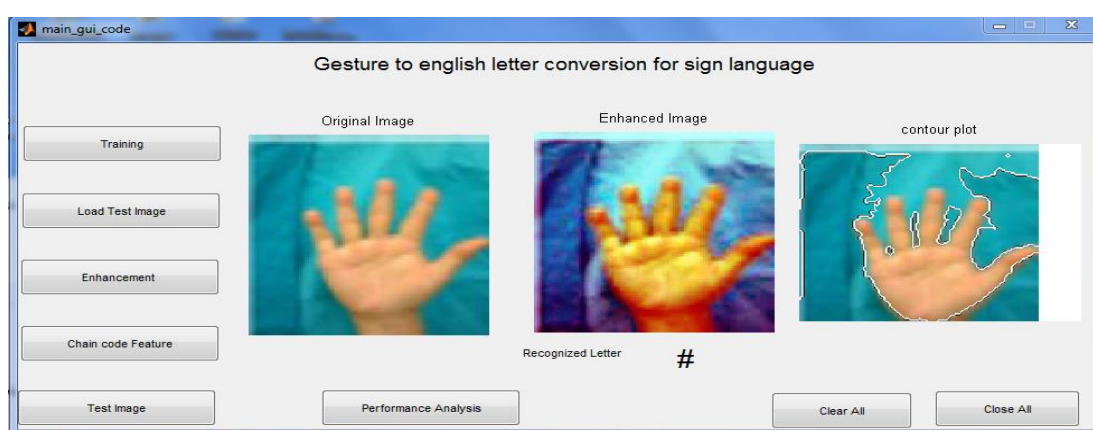 main_gui_code
Gesture to english letter conversion for sign language
Original Image
Enhanced Image
contour plot
Training
Load Test Image
Enhancement
Chain code Feature
Recognized Letter #
Test Image
Performance Analysis
Clear All
Close All